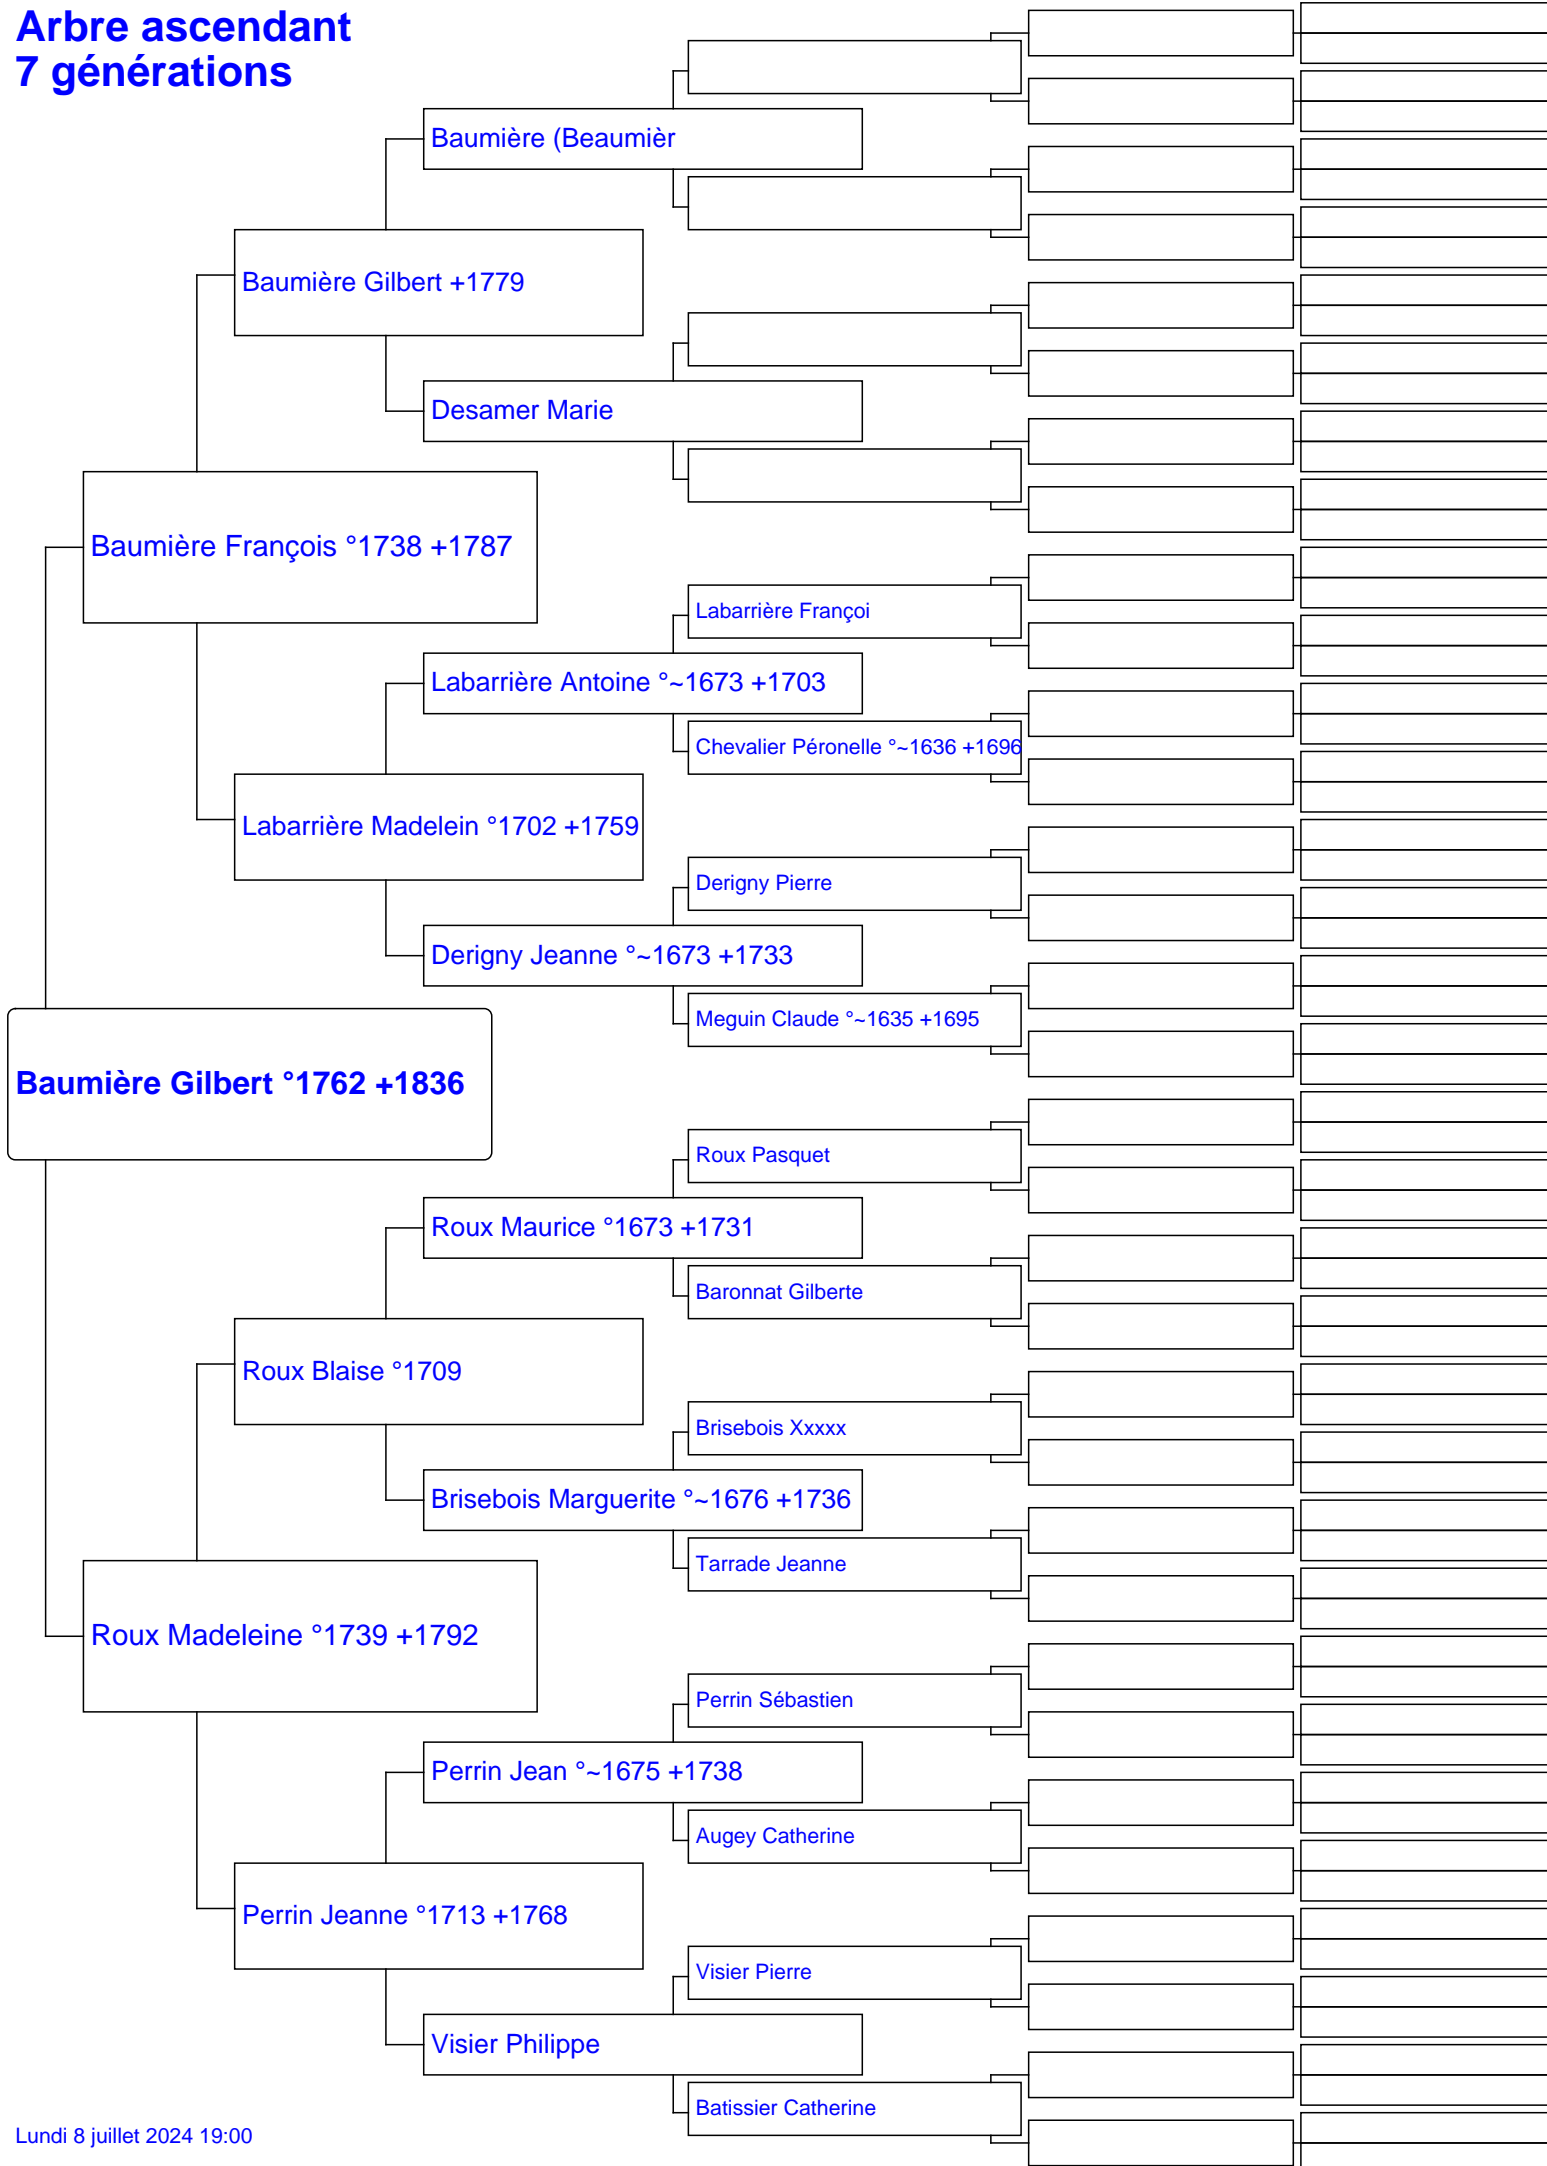 Arbre ascendant
7 générations
Baumière (Beaumièr
Baumière Gilbert +1779
Desamer Marie
Baumière François °1738 +1787
Labarrière Françoi
Labarrière Antoine °~1673 +1703
Chevalier Péronelle °~1636 +1696
Labarrière Madelein °1702 +1759
Derigny Pierre
Derigny Jeanne °~1673 +1733
Meguin Claude °~1635 +1695
Baumière Gilbert °1762 +1836
Roux Pasquet
Roux Maurice °1673 +1731
Baronnat Gilberte
Roux Blaise °1709
Brisebois Xxxxx
Brisebois Marguerite °~1676 +1736
Tarrade Jeanne
Roux Madeleine °1739 +1792
Perrin Sébastien
Perrin Jean °~1675 +1738
Augey Catherine
Perrin Jeanne °1713 +1768
Visier Pierre
Visier Philippe
Batissier Catherine
Lundi 8 juillet 2024 19:00